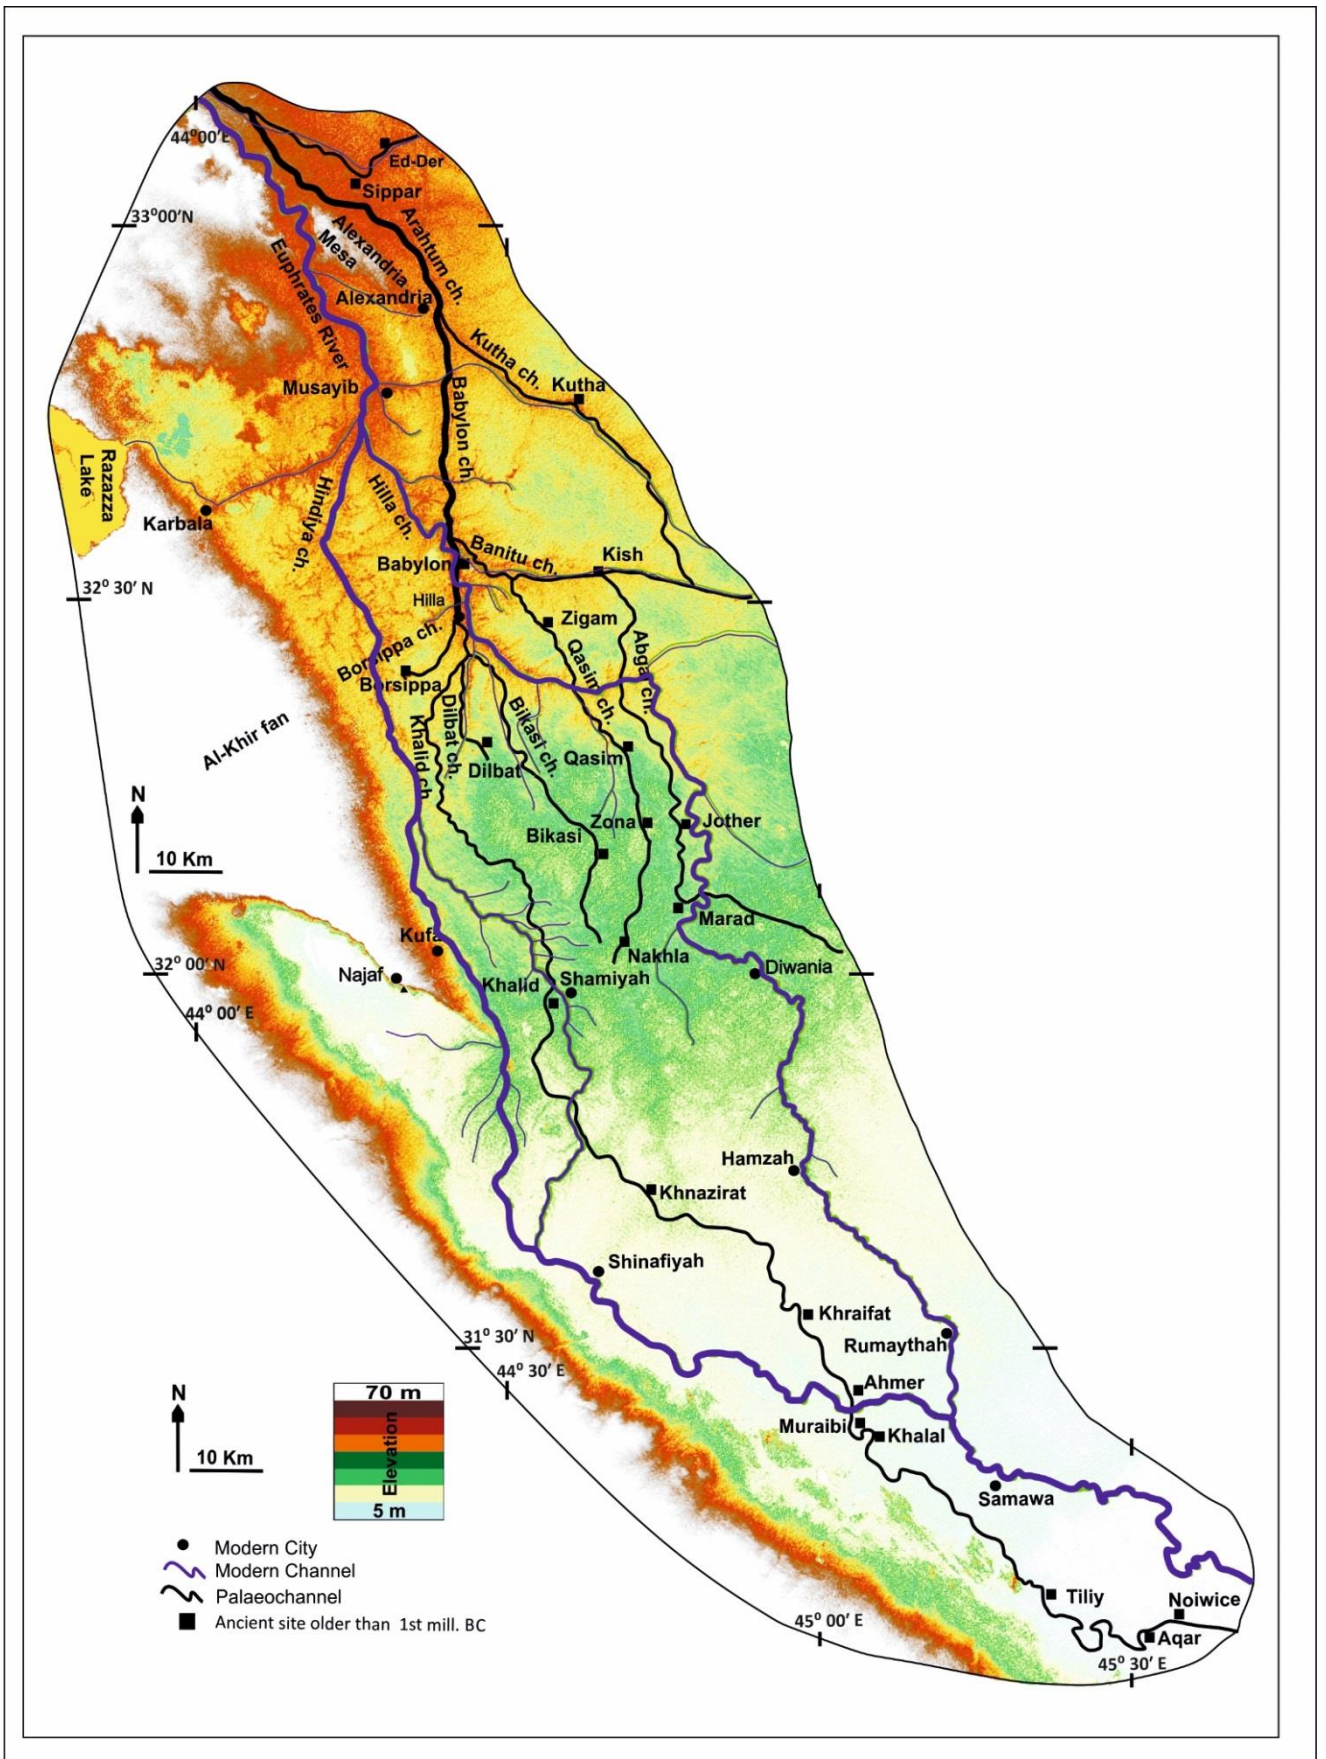 44°00'E
Ed-Der
Sippar
33°00'N
Alexandria
Mesa
Arahtum ch.
Euphrates River
Alexandria
Kutha ch.
Musayib
Kutha
Babylon ch.
Razazza
Lake
Karbala
Hindiya ch.
Hilla ch.
Banitu ch.
Kish
Babylon
32° 30' N
Hilla
Zigam
Borsippa ch.
Qasim ch.
Abgal ch.
Borsippa
Dilbat ch.
Bikasi ch.
Khalid ch.
Al-Khir fan
Qasim
Dilbat
N
10 Km
Zona
Jother
Bikasi
Marad
Kufa
Nakhla
32° 00' N
Najaf
Khalid
Shamiyah
Diwania
44° 00' E
Hamzah
Khnazirat
Shinafiyah
Khraifat
31° 30' N
Rumaythah
44° 30' E
Ahmer
N
70 m
Elevation
5 m
Muraibi
Khalal
10 Km
Samawa
Modern City
Modern Channel
Palaeochannel
Ancient site older than 1st mill. BC
Tiliy
Noiwice
45° 00' E
Aqar
45° 30' E